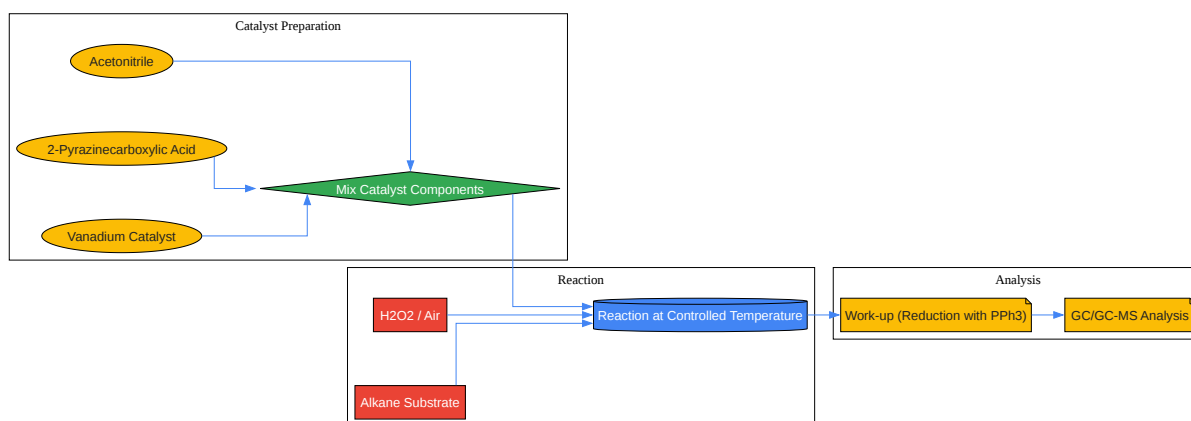 Catalyst Preparation
Acetonitrile
2-Pyrazinecarboxylic Acid
Mix Catalyst Components
Vanadium Catalyst
Reaction
H2O2 / Air
Reaction at Controlled Temperature
Alkane Substrate
Analysis
Work-up (Reduction with PPh3)
GC/GC-MS Analysis